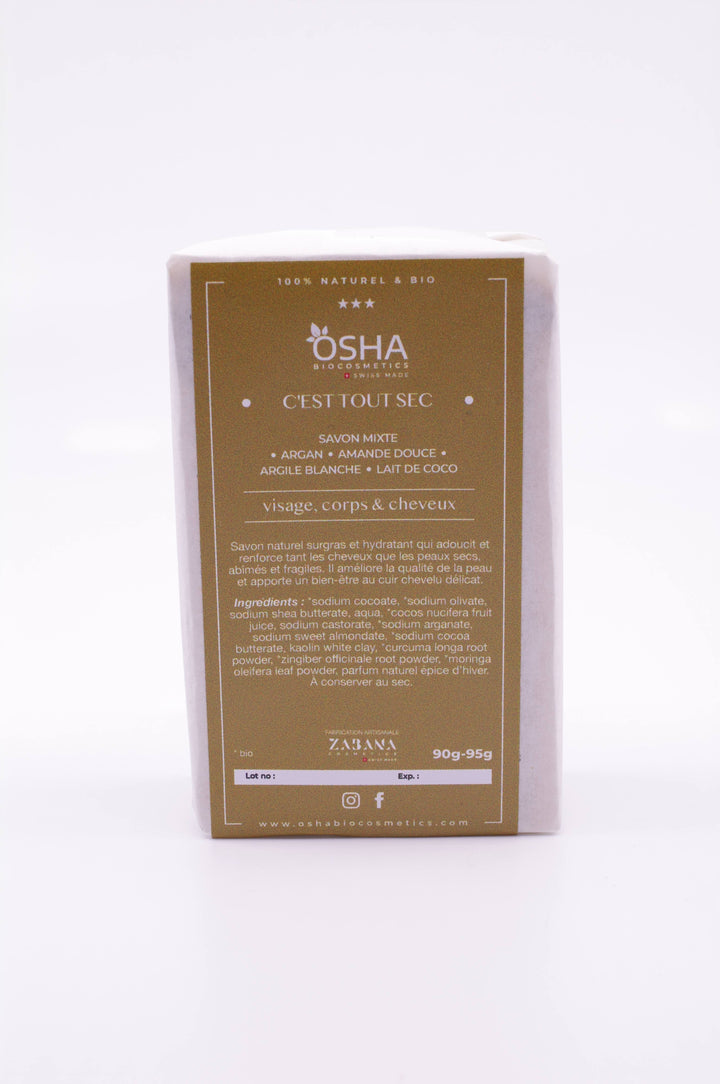 100% NATUREL & BIO
OSHA
BIOCOSMETICS
SWISS MADE
• C'EST TOUT SEC •
SAVON MIXTE
• ARGAN • AMANDE DOUCE •
ARGILE BLANCHE • LAIT DE COCO
visage, corps & cheveux
Savon naturel surgras et hydratant qui adoucit et
renforce tant les cheveux que les peaux secs,
abîmés et fragiles. Il améliore la qualité de la peau
et apporte un bien-être au cuir chevelu délicat.
Ingredients : *sodium cocoate, *sodium olivate,
sodium shea butterate, aqua, *cocos nucifera fruit
juice, sodium castorate, *sodium arganate,
sodium sweet almondate, *sodium cocoa
butterate, kaolin white clay, *curcuma longa root
powder, *zingiber officinale root powder, *moringa
oleifera leaf powder, parfum naturel épice d'hiver.
À conserver au sec.
FABRICATION ARTISANALE
ZABANA
COSMETICS
SWISS MADE
* bio
90g-95g
Lot no : Exp. :
www.oshabiocosmetics.com